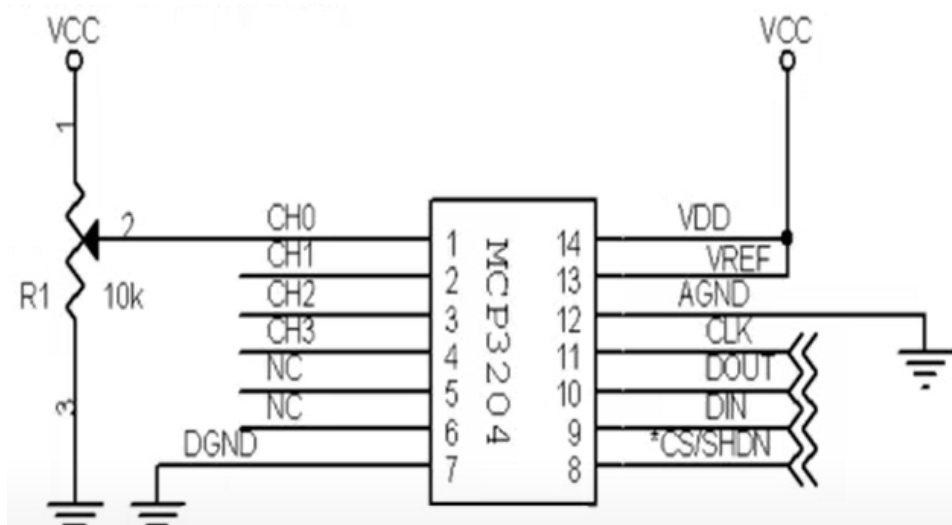 VCC
VCC
1
2
R1
10k
3
CH0
CH1
CH2
CH3
NC
NC
DGND
1
2
3
4
5
6
7
MCP3204
14
13
12
11
10
9
8
VDD
VREF
AGND
CLK
DOUT
DIN
*CS/SHDN